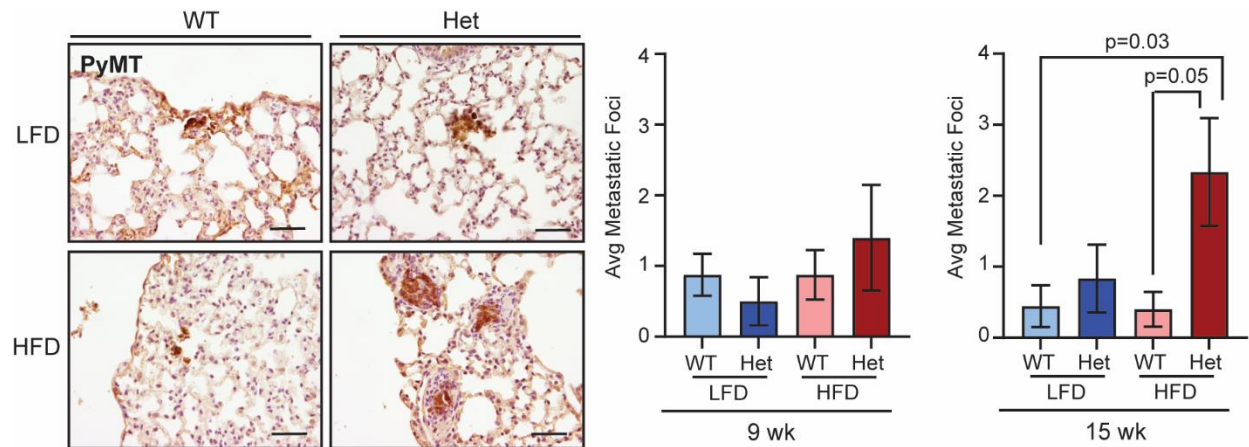 WT
Het
PyMT
LFD
HFD
Avg Metastatic Foci
4
3
2
1
0
WT Het WT Het
LFD HFD
9 wk
Avg Metastatic Foci
4
3
2
1
0
p=0.03
p=0.05
WT Het WT Het
LFD HFD
15 wk